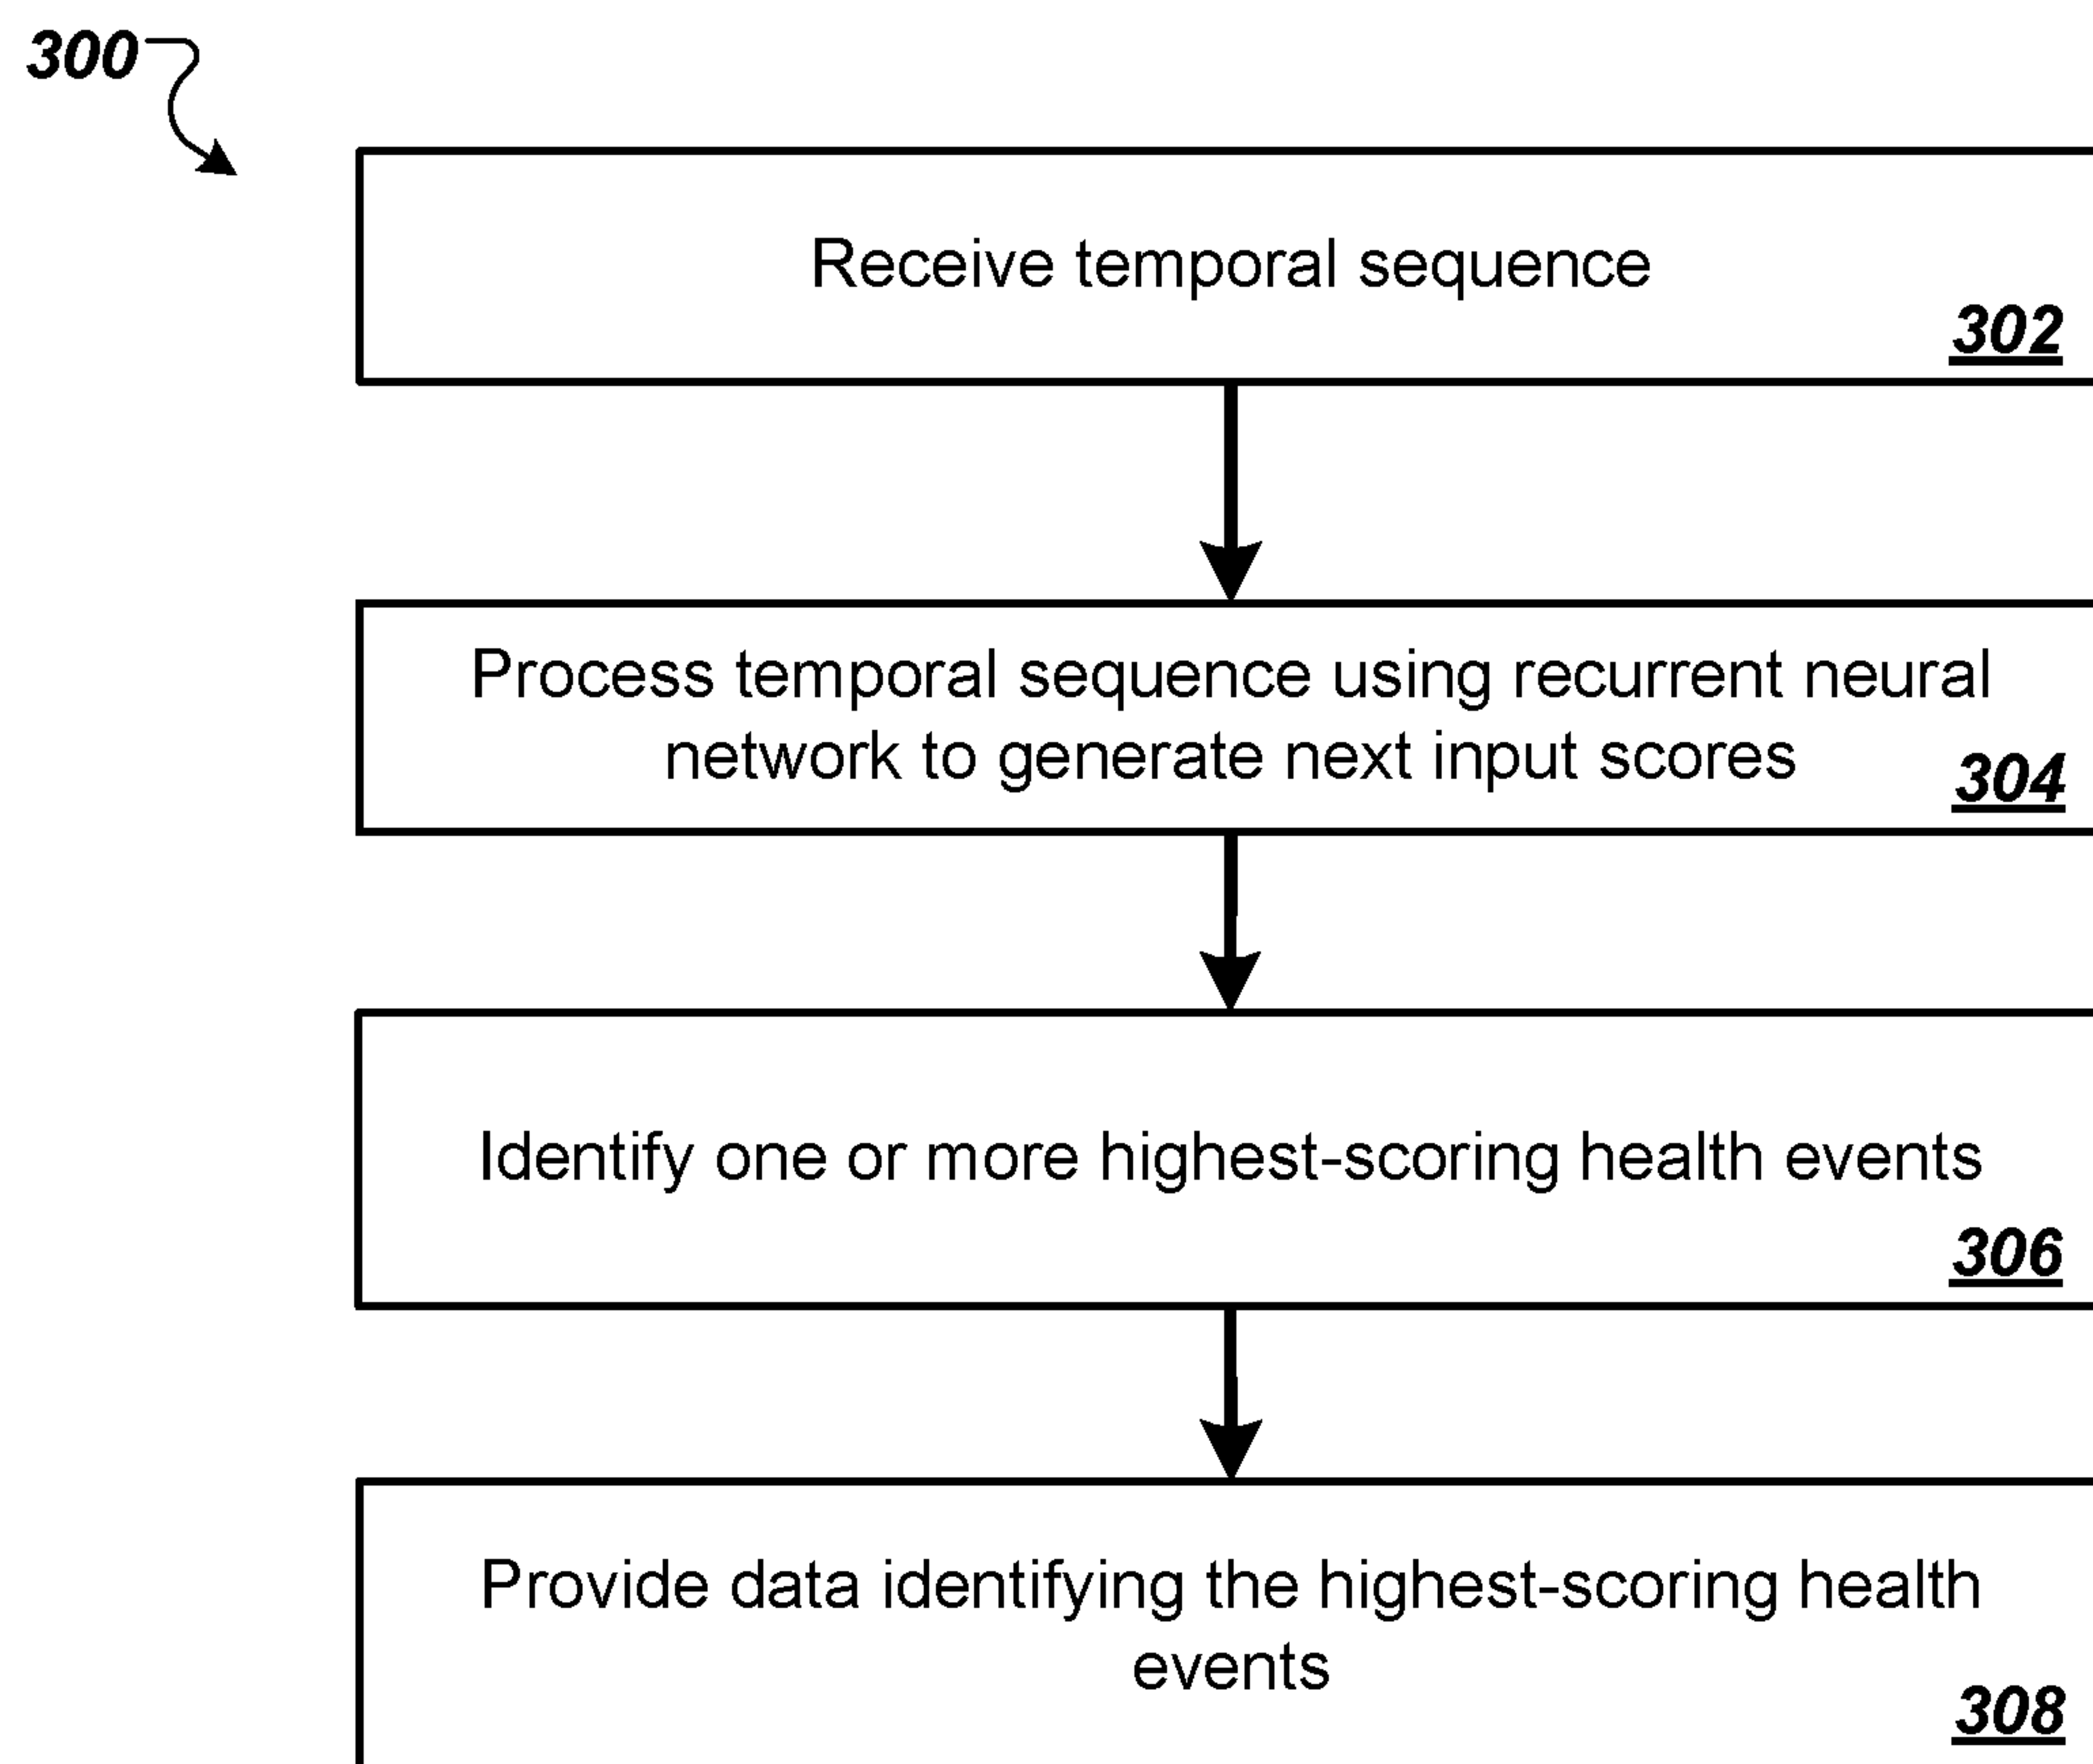 300
Receive temporal sequence
302
Process temporal sequence using recurrent neural
network to generate next input scores
304
Identify one or more highest-scoring health events
306
Provide data identifying the highest-scoring health
events
308